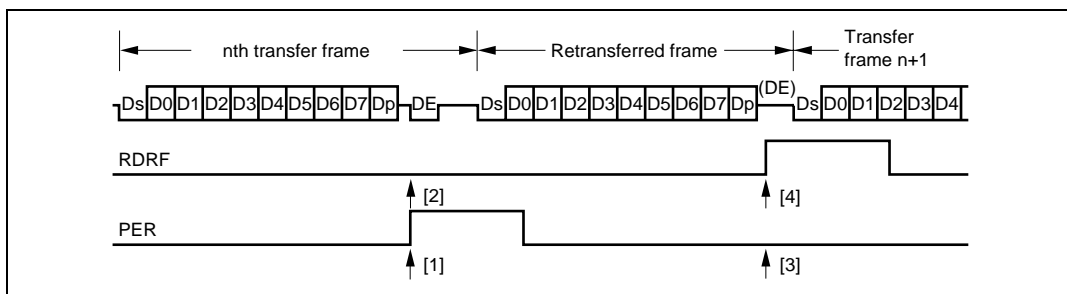 nth transfer frame
Retransferred frame
Transfer
frame n+1
Ds D0 D1 D2 D3 D4 D5 D6 D7 Dp DE Ds D0 D1 D2 D3 D4 D5 D6 D7 Dp (DE) Ds D0 D1 D2 D3 D4
RDRF
[2] [4]
PER
[1] [3]